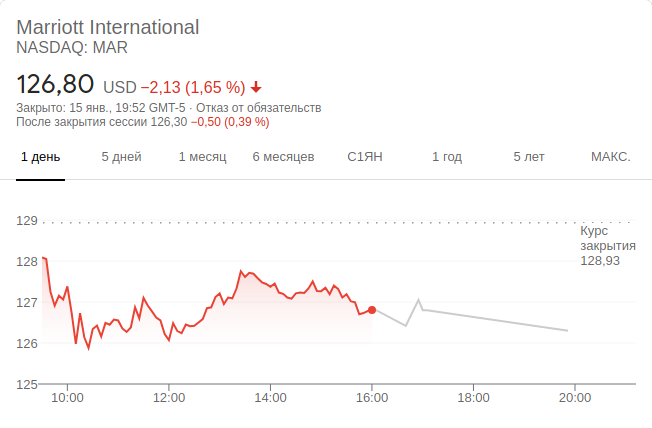 Marriott International
NASDAQ: MAR
126,80 USD −2,13 (1,65 %)
Закрыто: 15 янв., 19:52 GMT-5 · Отказ от обязательств
После закрытия сессии 126,30 −0,50 (0,39 %)
1 день 5 дней 1 месяц 6 месяцев С1ЯН 1 год 5 лет МАКС.
129
Курс
закрытия
128,93
128
127
126
125
10:00 12:00 14:00 16:00 18:00 20:00